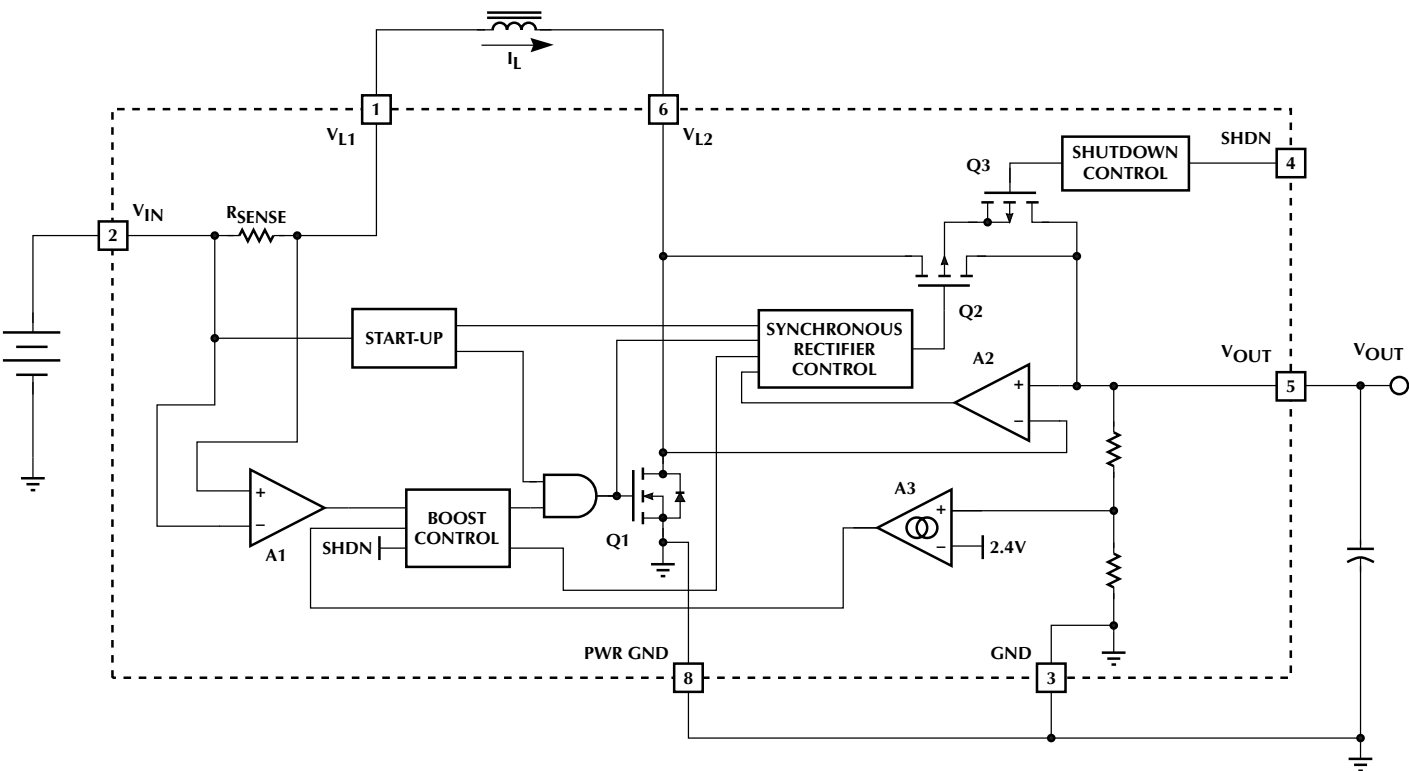 I_L
1
6
V_L1
V_L2
SHUTDOWN
CONTROL
SHDN
4
Q3
V_IN
R_SENSE
2
Q2
START-UP
SYNCHRONOUS
RECTIFIER
CONTROL
A2
V_OUT
V_OUT
+
−
5
A3
+
−
A1
BOOST
CONTROL
SHDN
Q1
+
−
2.4V
PWR GND
GND
8
3